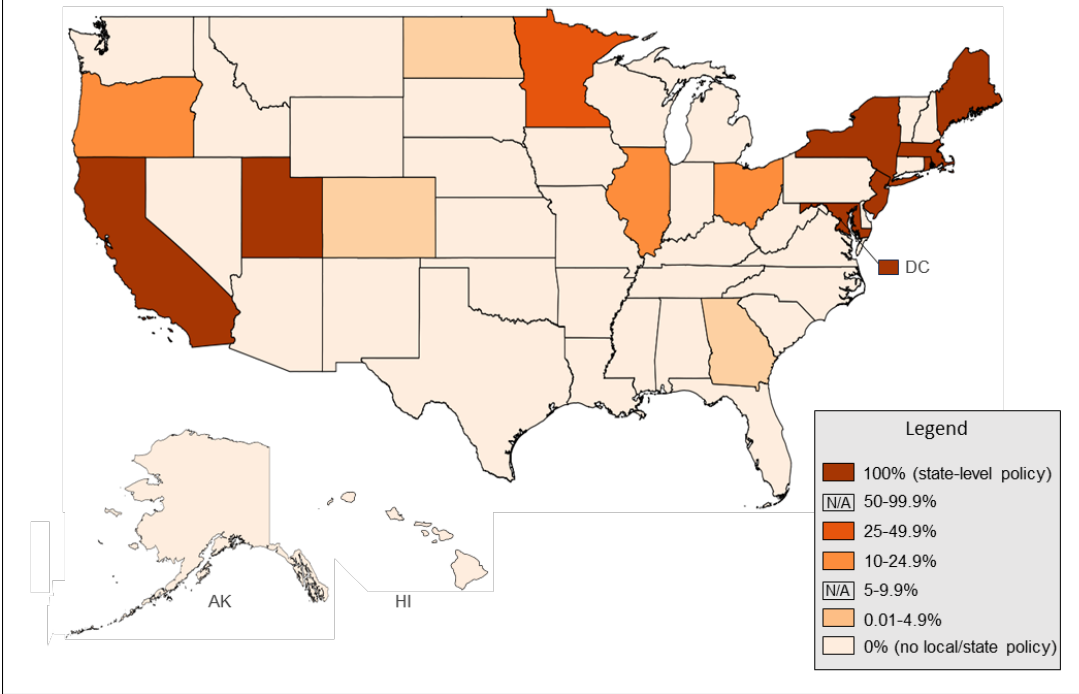 DC
Legend
100% (state-level policy)
N/A 50-99.9%
25-49.9%
10-24.9%
N/A 5-9.9%
0.01-4.9%
0% (no local/state policy)
AK
HI